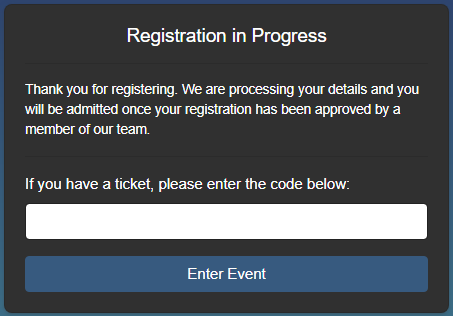 Registration in Progress
Thank you for registering. We are processing your details and you
will be admitted once your registration has been approved by a
member of our team.
If you have a ticket, please enter the code below:
Enter Event